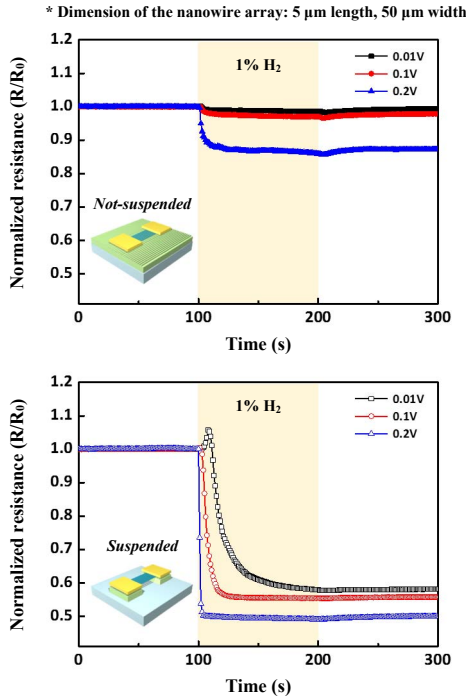 * Dimension of the nanowire array: 5 µm length, 50 µm width
Normalized resistance (R/R₀)
1.2
1.1
1.0
0.9
0.8
0.7
0.6
0.5
1% H₂
0.01V
0.1V
0.2V
Not-suspended
0 100 200 300
Time (s)
Normalized resistance (R/R₀)
1.2
1.1
1.0
0.9
0.8
0.7
0.6
0.5
1% H₂
0.01V
0.1V
0.2V
Suspended
0 100 200 300
Time (s)